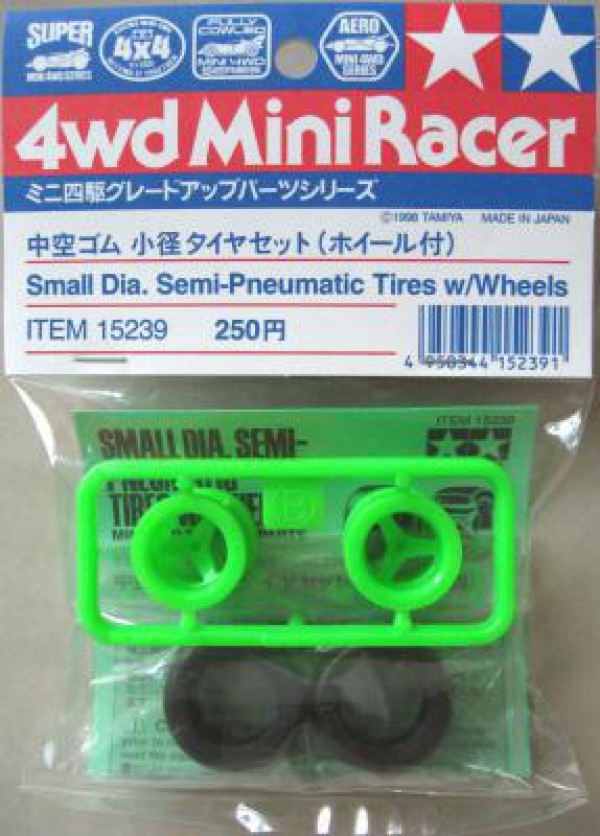 SUPER
MINI 4WD SERIES
4x4
FULLY
COWLED
MINI 4WD
SERIES
AERO
MINI 4WD
SERIES
4wd Mini Racer
ミニ四駆グレードアップパーツシリーズ
©1998 TAMIYA MADE IN JAPAN
中空ゴム 小径タイヤセット(ホイール付)
Small Dia. Semi-Pneumatic Tires w/Wheels
ITEM 15239 250円
4 950344 152391
ITEM 15239
SMALL DIA. SEMI-